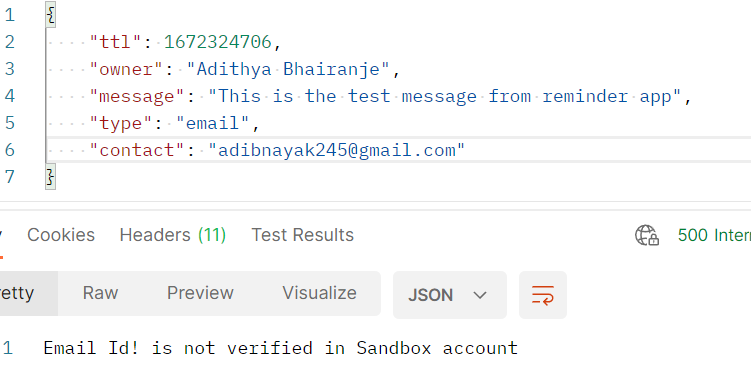 1 {
2 "ttl": 1672324706,
3 "owner": "Adithya Bhairanje",
4 "message": "This is the test message from reminder app",
5 "type": "email",
6 "contact": "adibnayak245@gmail.com"
7 }
Cookies Headers (11) Test Results 500 Intern
retty Raw Preview Visualize JSON
1 Email Id! is not verified in Sandbox account